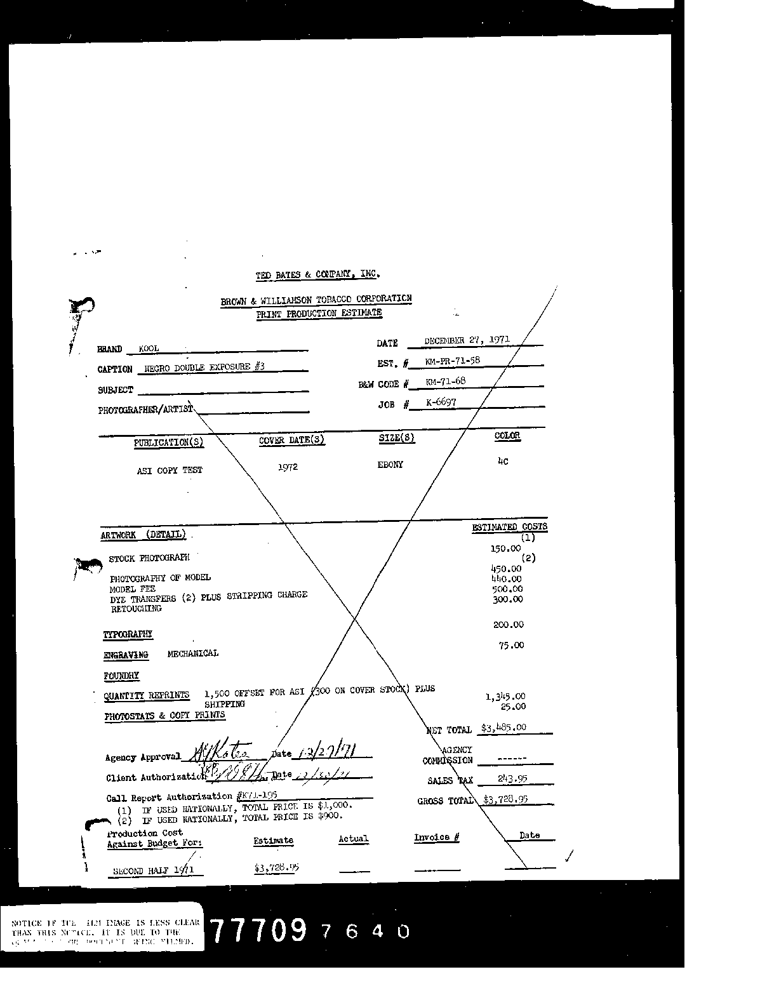 TED BATES & COMPANY, INC.
BROWN & WILLIAMSON TOBACCO CORPORATION
PRINT PRODUCTION ESTIMATE
BRAND KOOL
DATE DECEMBER 27, 1971
CAPTION NEGRO DOUBLE EXPOSURE #3
EST. # KM-PR-71-58
SUBJECT
B&W CODE # KM-71-68
PHOTOGRAPHER/ARTIST
JOB # K-6697
PUBLICATION(S) COVER DATE(S) SIZE(S) COLOR
ASI COPY TEST 1972 EBONY 4C
ARTWORK (DETAIL) ESTIMATED COSTS
(1)
STOCK PHOTOGRAPH 150.00
(2)
PHOTOGRAPHY OF MODEL 450.00
MODEL FEE 440.00
DYE TRANSFERS (2) PLUS STRIPPING CHARGE 500.00
RETOUCHING 300.00
TYPOGRAPHY 200.00
ENGRAVING MECHANICAL 75.00
FOUNDRY
QUANTITY REPRINTS 1,500 OFFSET FOR ASI (300 ON COVER STOCK) PLUS 1,345.00
SHIPPING 25.00
PHOTOSTATS & COPY PRINTS
NET TOTAL $3,485.00
Agency Approval Date 12/27/71
AGENCY COMMISSION ------
Client Authorization Date
SALES TAX 243.95
Call Report Authorization #K71-195
GROSS TOTAL $3,728.95
(1) IF USED NATIONALLY, TOTAL PRICE IS $1,000.
(2) IF USED NATIONALLY, TOTAL PRICE IS $900.
Production Cost
Against Budget For: Estimate Actual Invoice # Date
SECOND HALF 1971 $3,728.95
NOTICE IF THE FILM IMAGE IS LESS CLEAR
THAN THIS NOTICE, IT IS DUE TO THE
DOCUMENT BEING FILMED.
77709 7640